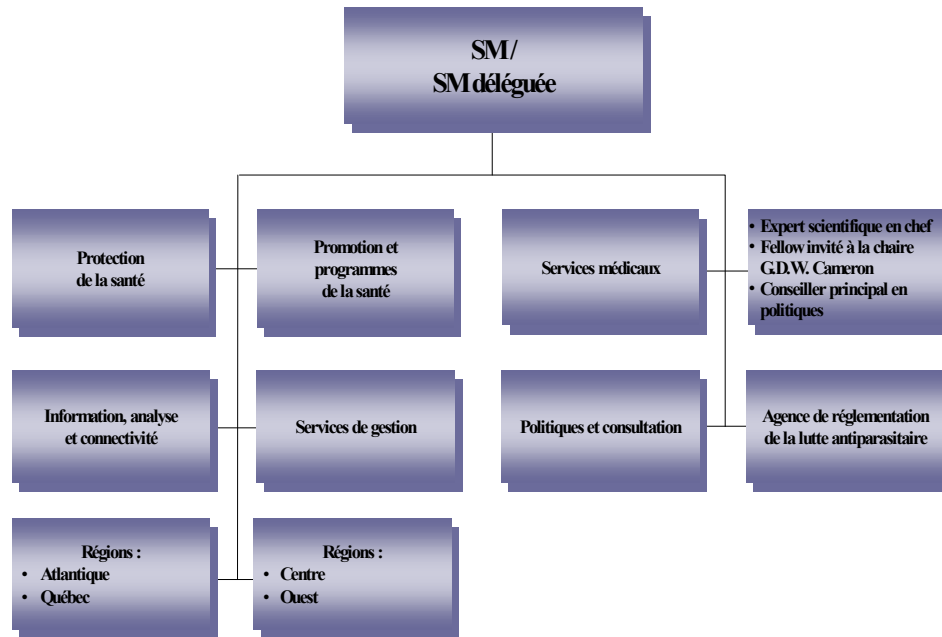 SM /
SM déléguée
Protection
de la santé
Promotion et
programmes
de la santé
Services médicaux
• Expert scientifique en chef
• Fellow invité à la chaire
G.D.W. Cameron
• Conseiller principal en
politiques
Information, analyse
et connectivité
Services de gestion
Politiques et consultation
Agence de réglementation
de la lutte antiparasitaire
Régions :
• Atlantique
• Québec
Régions :
• Centre
• Ouest